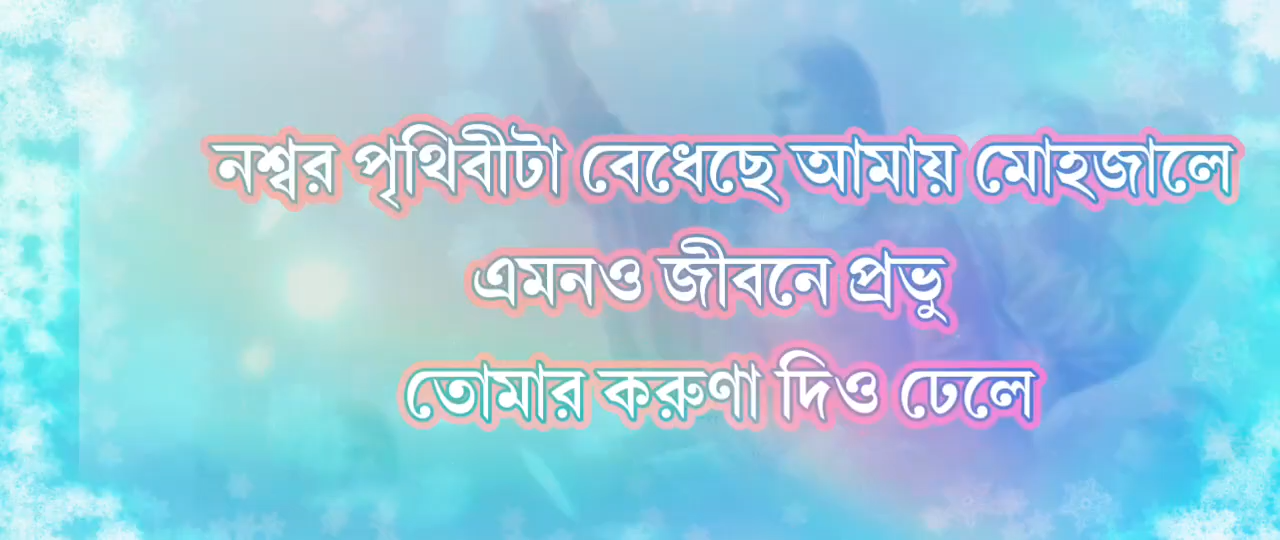 নশ্বর পৃথিবীটা বেধেছে আমায় মোহজালে
এমনও জীবনে প্রভু
তোমার করুণা দিও ঢেলে